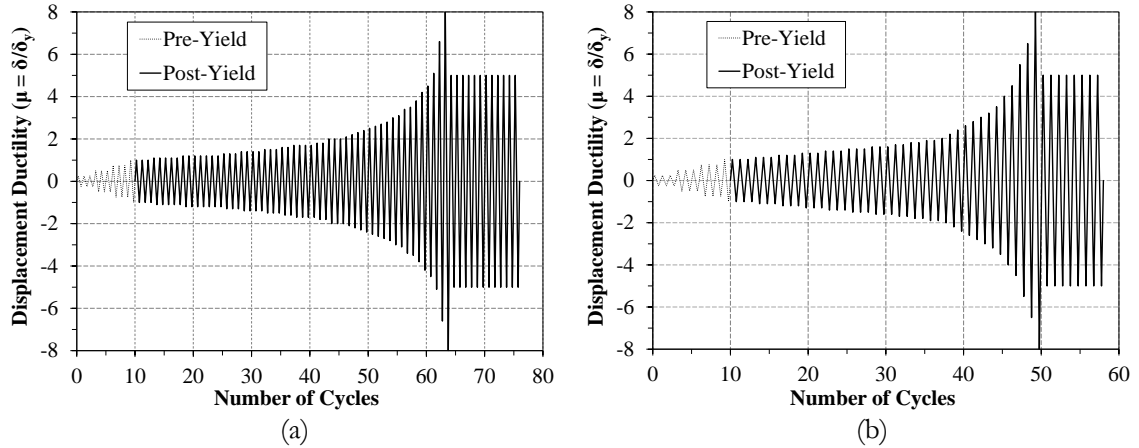 Displacement Ductility (μ = δ/δy)
8
6
4
2
0
-2
-4
-6
-8
Pre-Yield
Post-Yield
0 10 20 30 40 50 60 70 80
Number of Cycles
(a)
Displacement Ductility (μ = δ/δy)
8
6
4
2
0
-2
-4
-6
-8
Pre-Yield
Post-Yield
0 10 20 30 40 50 60
Number of Cycles
(b)